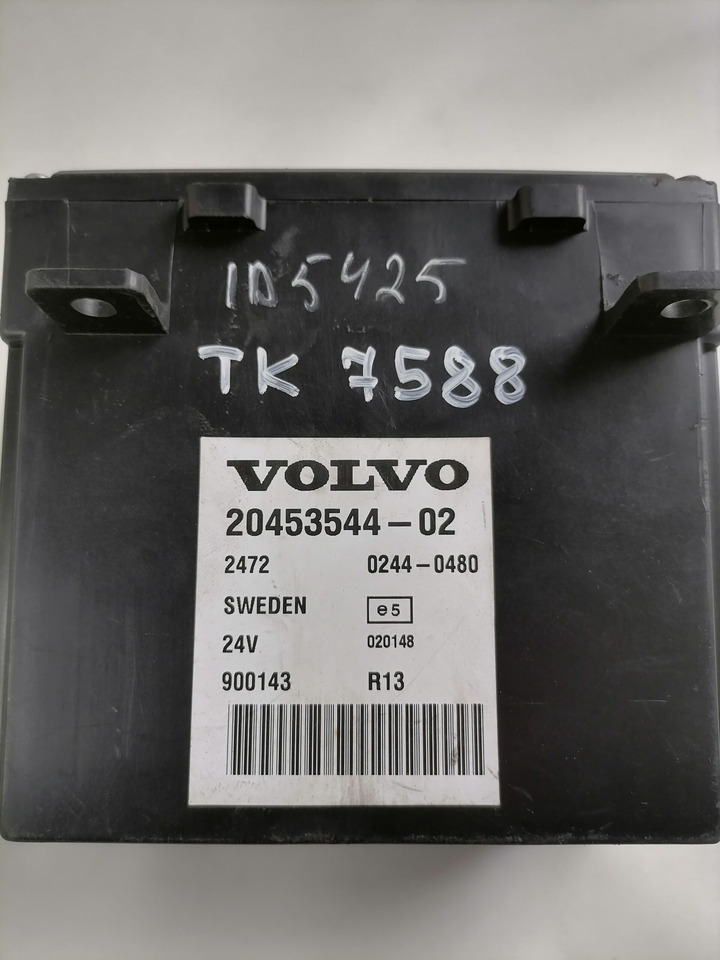 ID5425
TK 7588
VOLVO
20453544-02
2472 0244-0480
SWEDEN e5
24V 020148
900143 R13